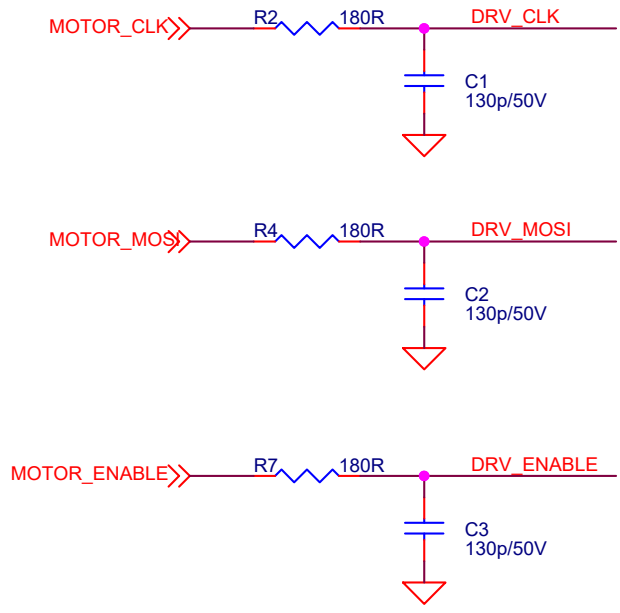 MOTOR_CLK R2 180R DRV_CLK
C1
130p/50V
MOTOR_MOSI R4 180R DRV_MOSI
C2
130p/50V
MOTOR_ENABLE R7 180R DRV_ENABLE
C3
130p/50V